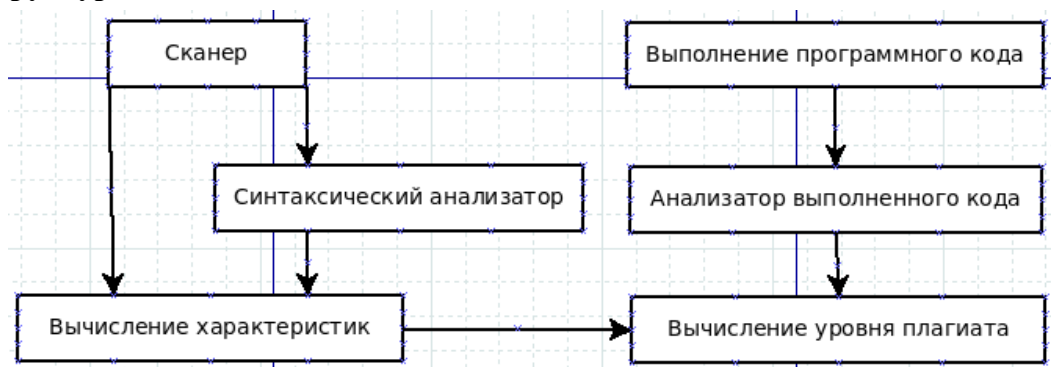 Сканер
Выполнение программного кода
Синтаксический анализатор
Анализатор выполненного кода
Вычисление характеристик
Вычисление уровня плагиата